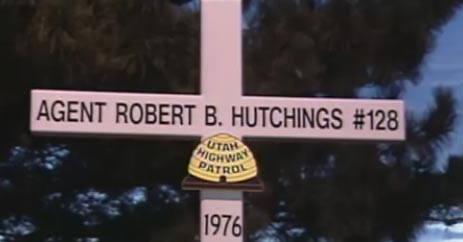 AGENT ROBERT B. HUTCHINGS #128
UTAH
HIGHWAY
PATROL
1976